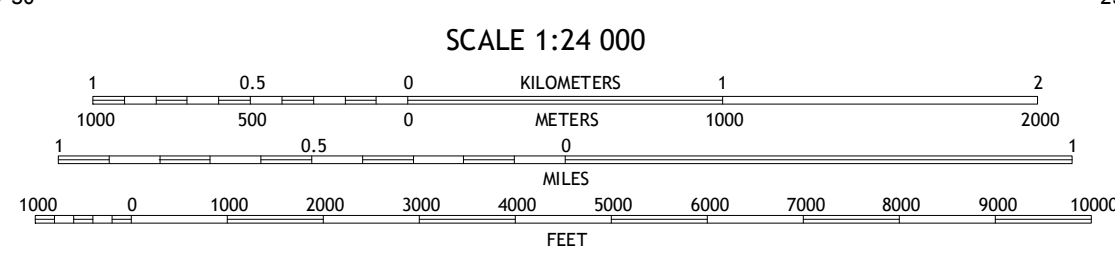 SCALE 1:24 000
1 0.5 0 KILOMETERS 1 2
1000 500 0 METERS 1000 2000
1 0.5 0 1
MILES
1000 0 1000 2000 3000 4000 5000 6000 7000 8000 9000 10000
FEET